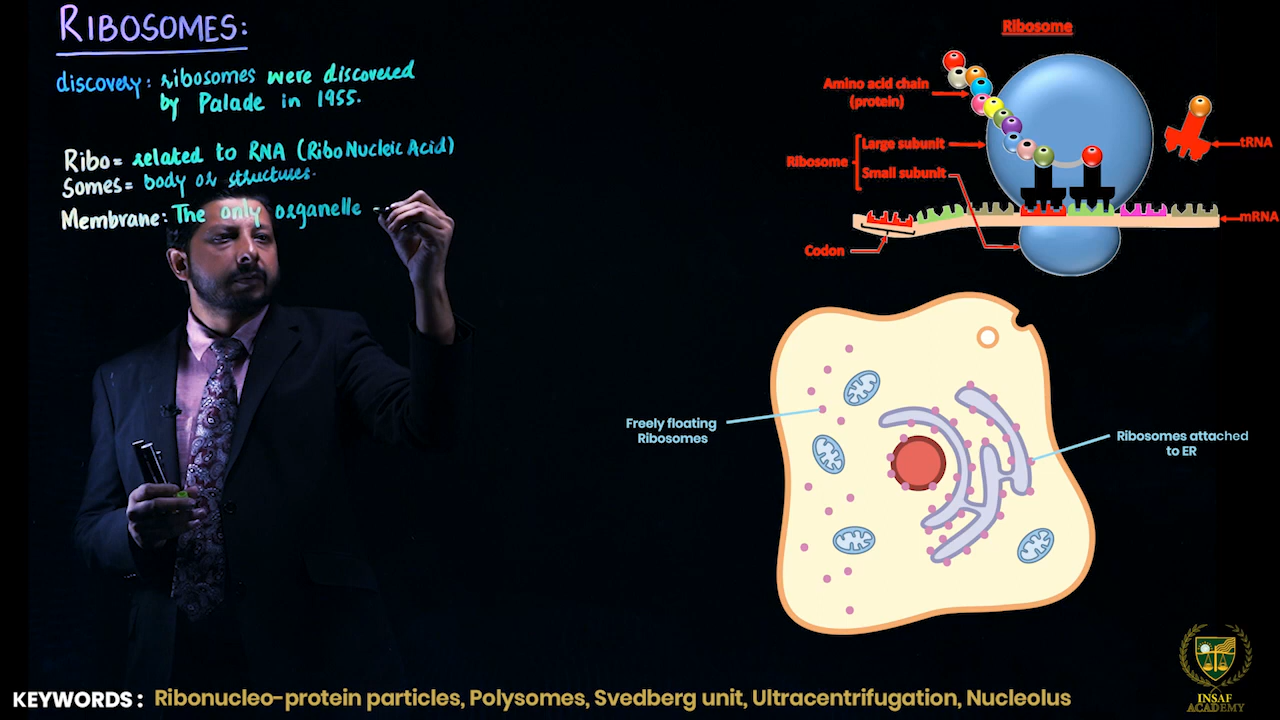 RIBOSOMES:
discovery: ribosomes were discovered
by Palade in 1955.
Ribo= related to RNA (Ribo Nucleic Acid)
Somes= body or structures.
Membrane: The only organelle
Ribosome
Amino acid chain
(protein)
Large subunit
Ribosome
Small subunit
tRNA
mRNA
Codon
Freely floating
Ribosomes
Ribosomes attached
to ER
KEYWORDS: Ribonucleo-protein particles, Polysomes, Svedberg unit, Ultracentrifugation, Nucleolus
INSAF
ACADEMY